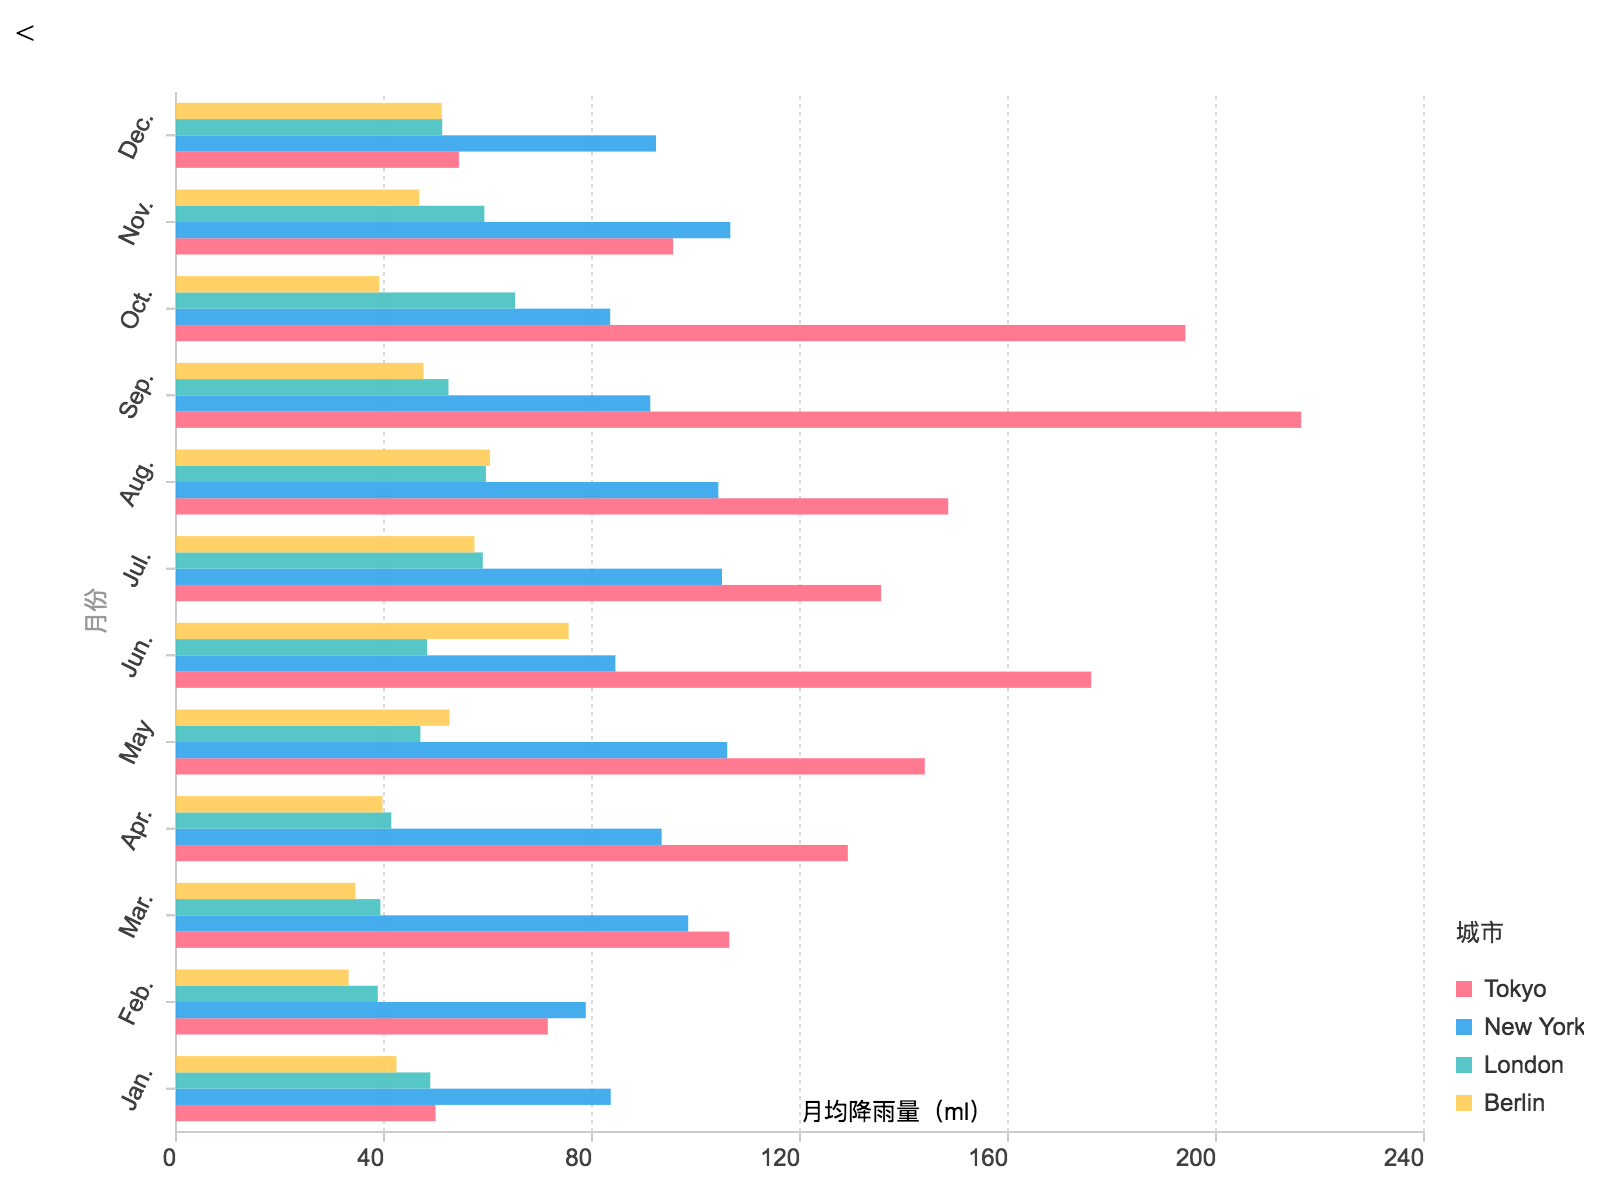 <
Dec.
Nov.
Oct.
Sep.
Aug.
Jul.
Jun.
May
Apr.
Mar.
Feb.
Jan.
月份
月均降雨量（ml）
0 40 80 120 160 200 240
城市
Tokyo
New York
London
Berlin